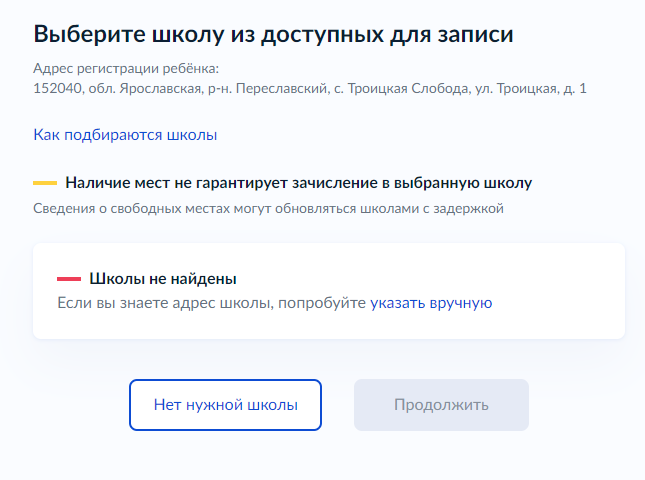 Выберите школу из доступных для записи
Адрес регистрации ребёнка:
152040, обл. Ярославская, р-н. Переславский, с. Троицкая Слобода, ул. Троицкая, д. 1
Как подбираются школы
Наличие мест не гарантирует зачисление в выбранную школу
Сведения о свободных местах могут обновляться школами с задержкой
Школы не найдены
Если вы знаете адрес школы, попробуйте указать вручную
Нет нужной школы
Продолжить